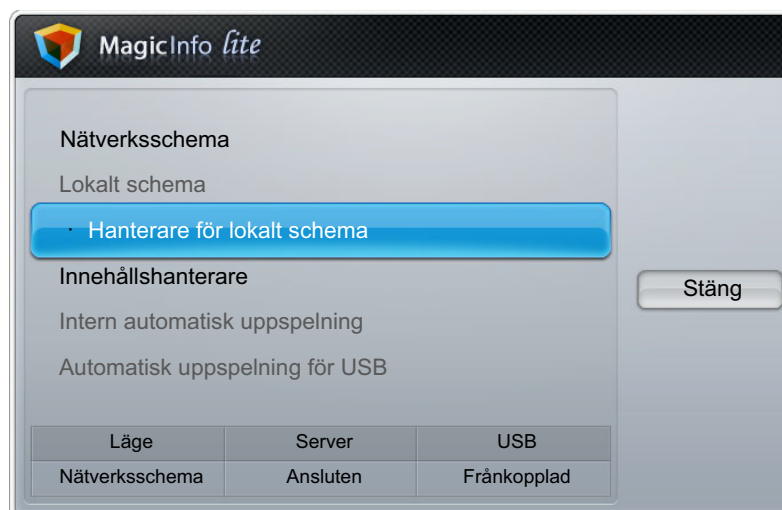 MagicInfo lite
Nätverksschema
Lokalt schema
· Hanterare för lokalt schema
Innehållshanterare
Stäng
Intern automatisk uppspelning
Automatisk uppspelning för USB
Läge Server USB
Nätverksschema Ansluten Frånkopplad